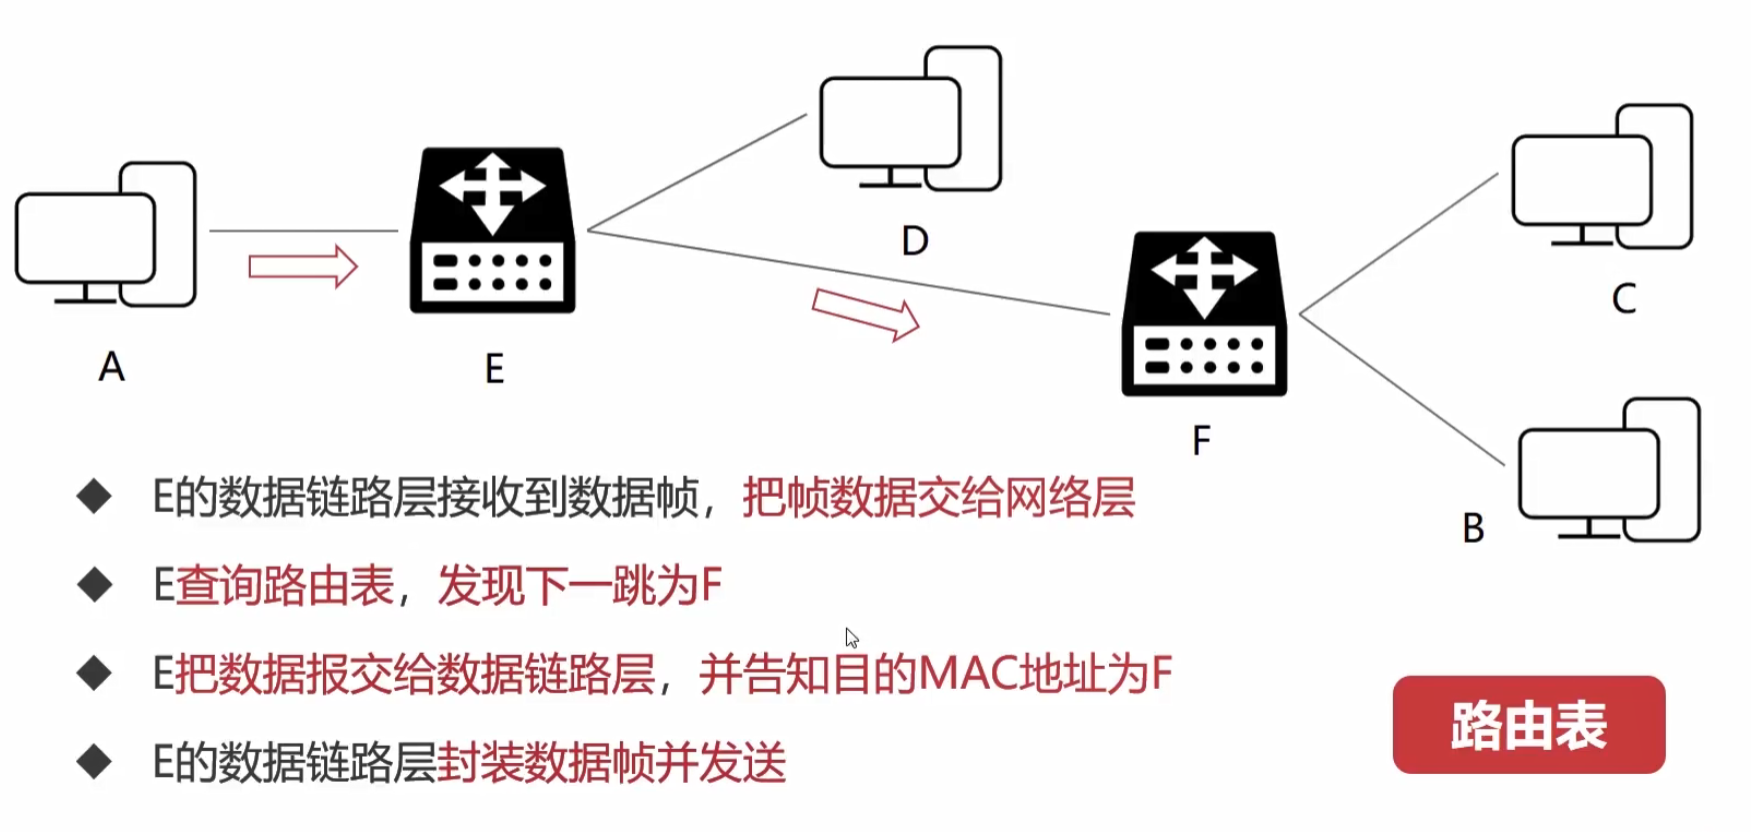 D
C
A
E
F
B
E的数据链路层接收到数据帧，把帧数据交给网络层
E查询路由表，发现下一跳为F
E把数据报交给数据链路层，并告知目的MAC地址为F
E的数据链路层封装数据帧并发送
路由表